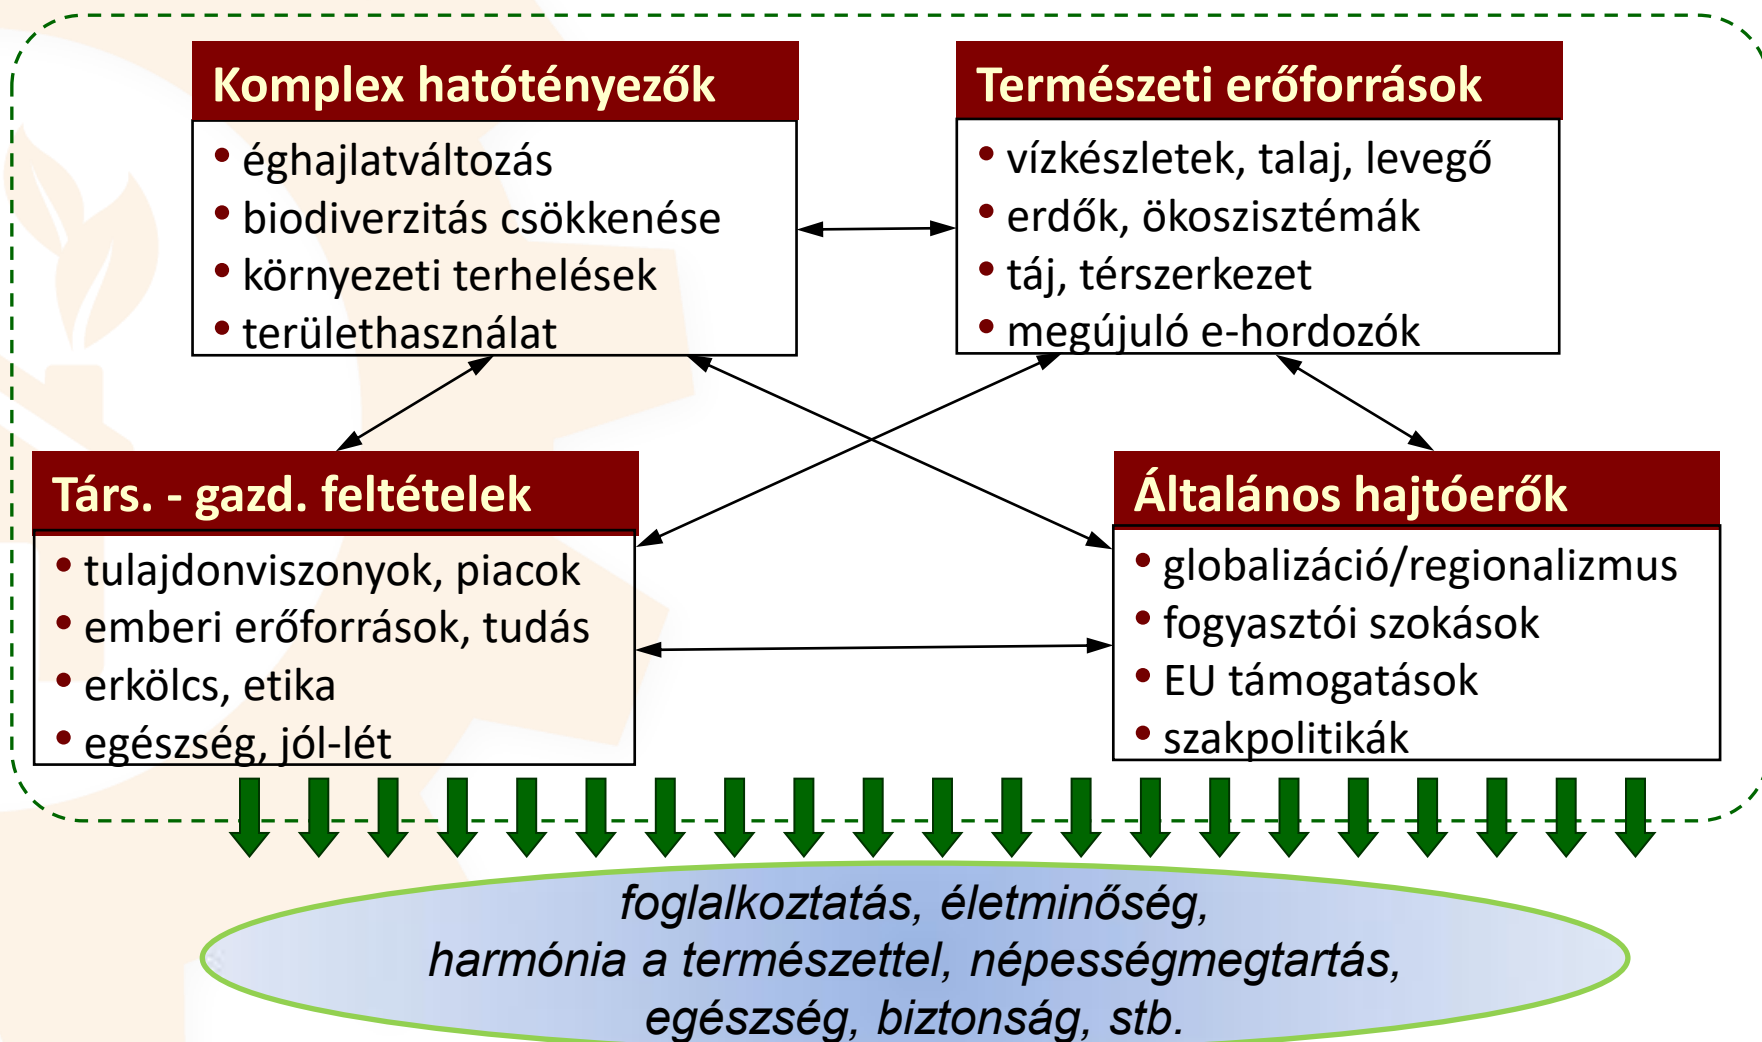 Komplex hatótényezők
• éghajlatváltozás
• biodiverzitás csökkenése
• környezeti terhelések
• területhasználat
Természeti erőforrások
• vízkészletek, talaj, levegő
• erdők, ökoszisztémák
• táj, térszerkezet
• megújuló e-hordozók
Társ. - gazd. feltételek
• tulajdonviszonyok, piacok
• emberi erőforrások, tudás
• erkölcs, etika
• egészség, jól-lét
Általános hajtóerők
• globalizáció/regionalizmus
• fogyasztói szokások
• EU támogatások
• szakpolitikák
foglalkoztatás, életminőség,
harmónia a természettel, népességmegtartás,
egészség, biztonság, stb.